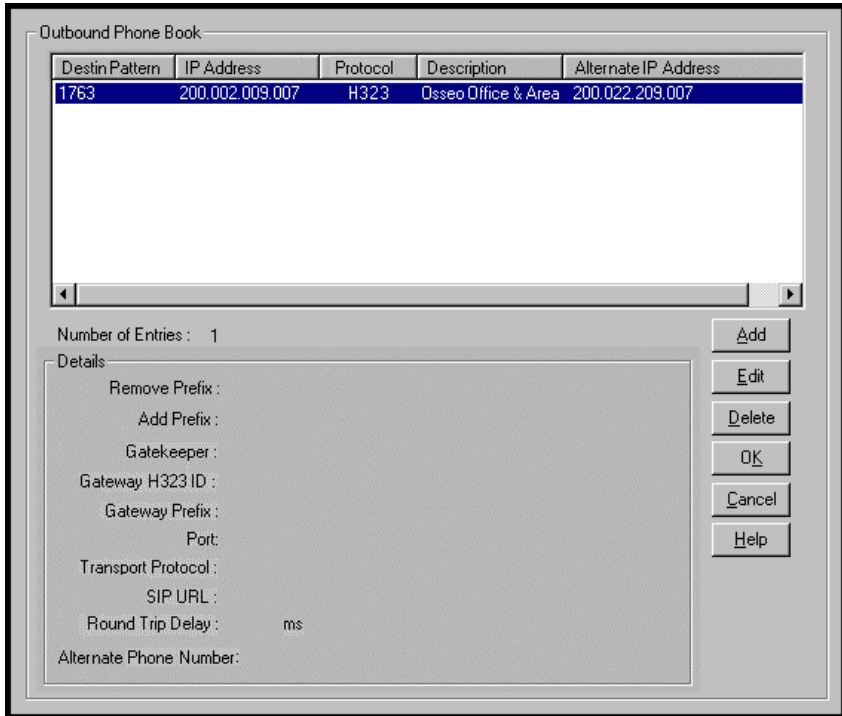 Outbound Phone Book
Destin Pattern IP Address Protocol Description Alternate IP Address
1763 200.002.009.007 H323 Osseo Office & Area 200.022.209.007
Number of Entries : 1
Add
Details
Edit
Remove Prefix :
Add Prefix :
Delete
Gatekeeper :
OK
Gateway H323 ID :
Cancel
Gateway Prefix :
Port:
Help
Transport Protocol :
SIP URL :
Round Trip Delay : ms
Alternate Phone Number: